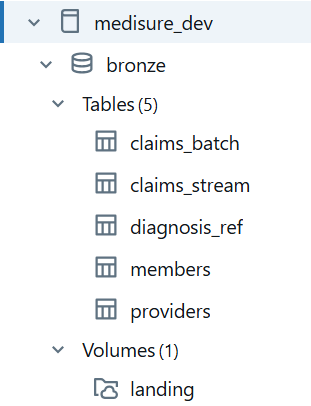 medisure_dev
bronze
Tables (5)
claims_batch
claims_stream
diagnosis_ref
members
providers
Volumes (1)
landing